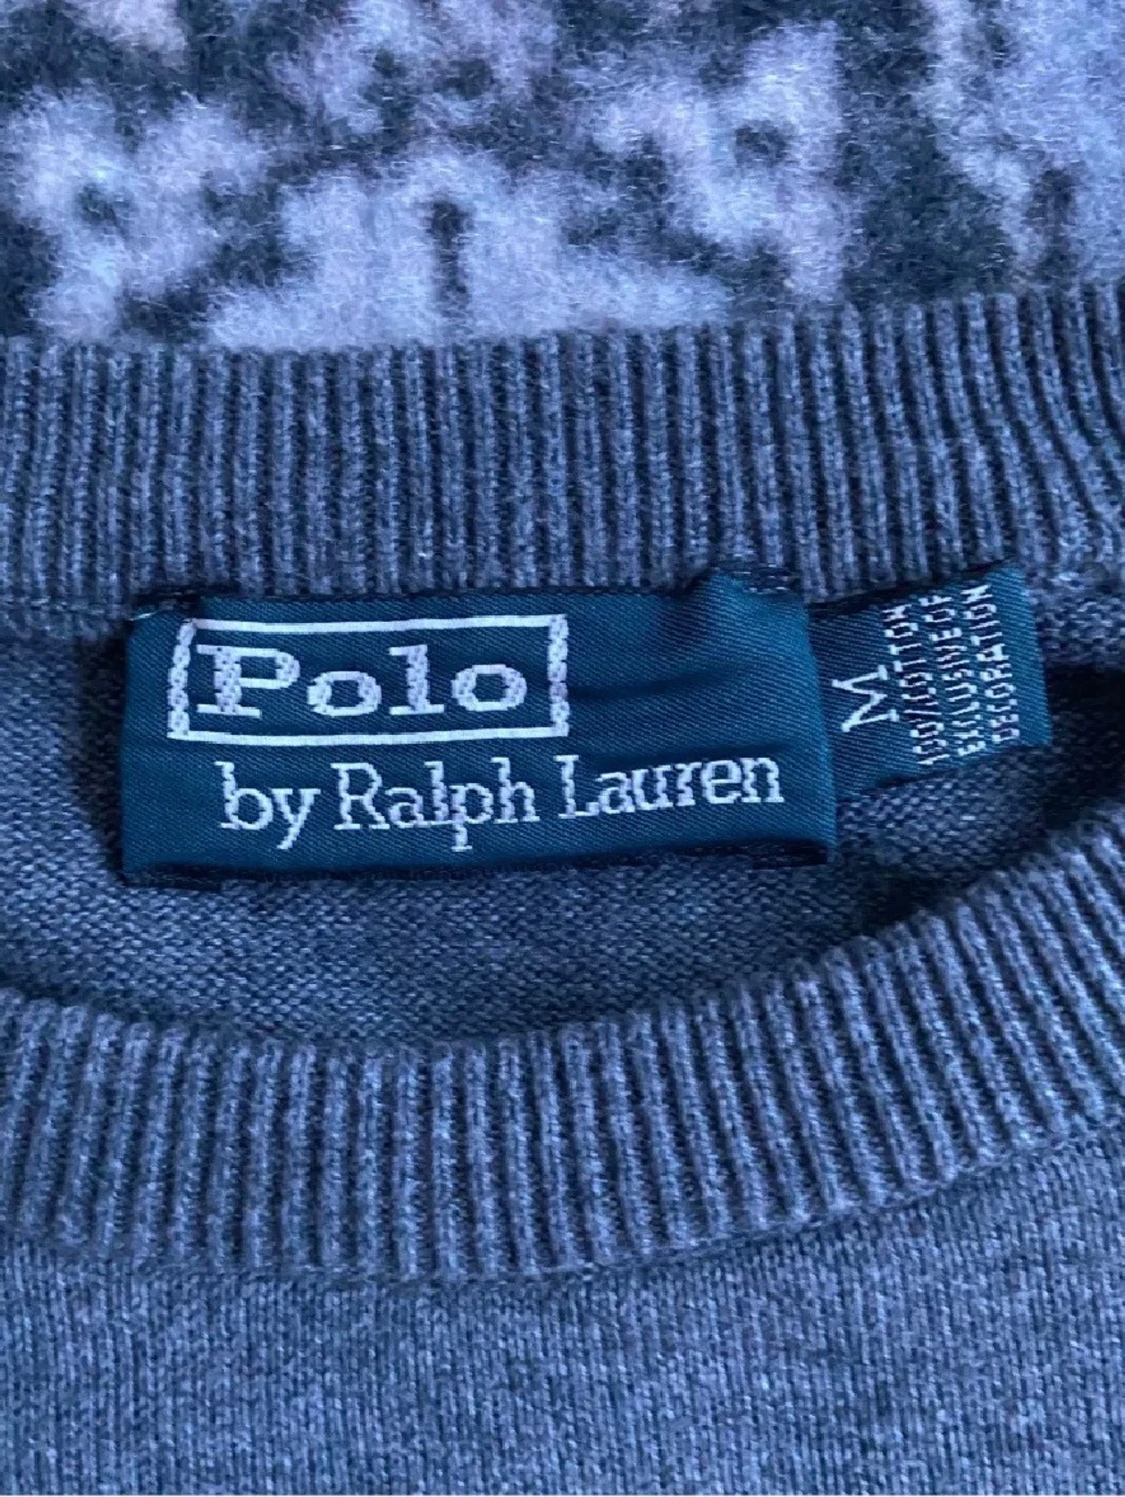 Polo
by Ralph Lauren
M
100% COTTON
EXCLUSIVE OF
DECORATION